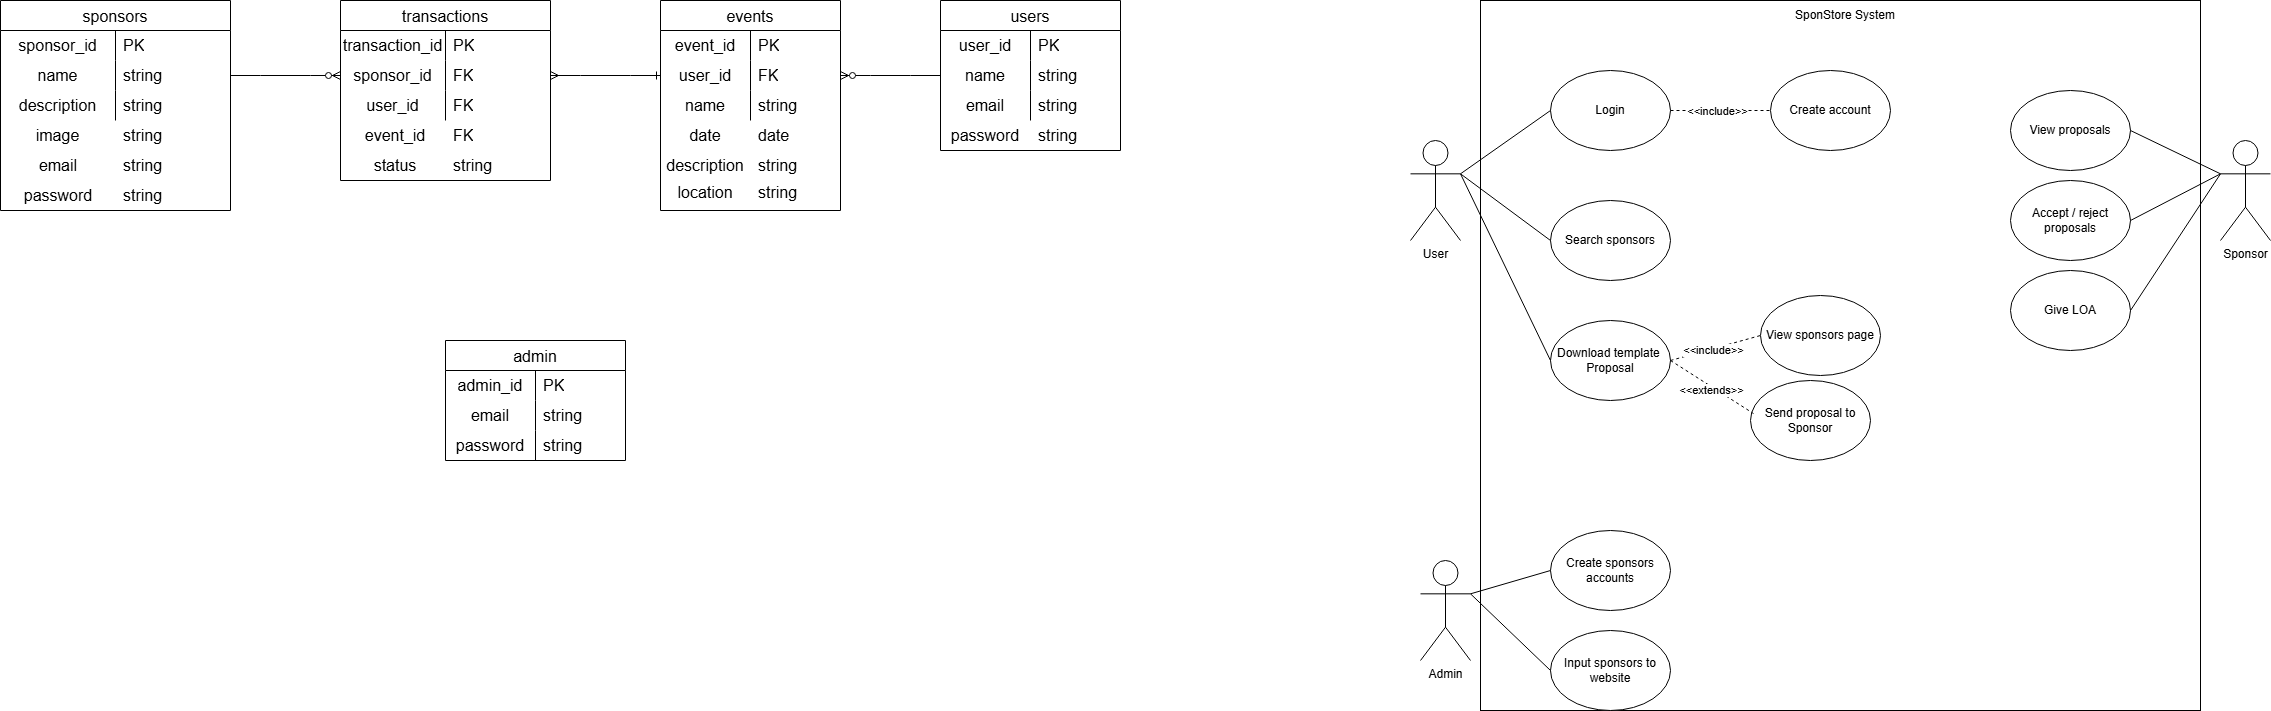 sponsors
sponsor_id PK
name string
description string
image string
email string
password string
transactions
transaction_id PK
sponsor_id FK
user_id FK
event_id FK
status string
events
event_id PK
user_id FK
name string
date date
description string
location string
users
user_id PK
name string
email string
password string
admin
admin_id PK
email string
password string
SponStore System
User
Login
<<include>>
Create account
Search sponsors
Download template
Proposal
<<include>>
View sponsors page
<<extends>>
Send proposal to
Sponsor
View proposals
Accept / reject
proposals
Give LOA
Sponsor
Admin
Create sponsors
accounts
Input sponsors to
website